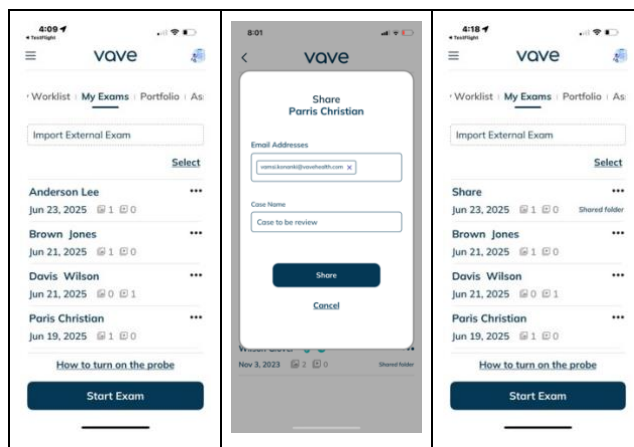 4:09
TestFlight
vave
Worklist My Exams Portfolio As
Import External Exam
Select
Anderson Lee
Jun 23, 2025 1 0
Brown Jones
Jun 21, 2025 1 0
Davis Wilson
Jun 21, 2025 0 1
Paris Christian
Jun 19, 2025 1 0
How to turn on the probe
Start Exam
8:01
vave
Share
Parris Christian
Email Addresses
vamsi.konanki@vavehealth.com X
Case Name
Case to be review
Share
Cancel
Nov 3, 2023 2 0 Shared folder
4:18
TestFlight
vave
Worklist My Exams Portfolio As
Import External Exam
Select
Share
Jun 23, 2025 1 0 Shared folder
Brown Jones
Jun 21, 2025 1 0
Davis Wilson
Jun 21, 2025 0 1
Paris Christian
Jun 19, 2025 1 0
How to turn on the probe
Start Exam